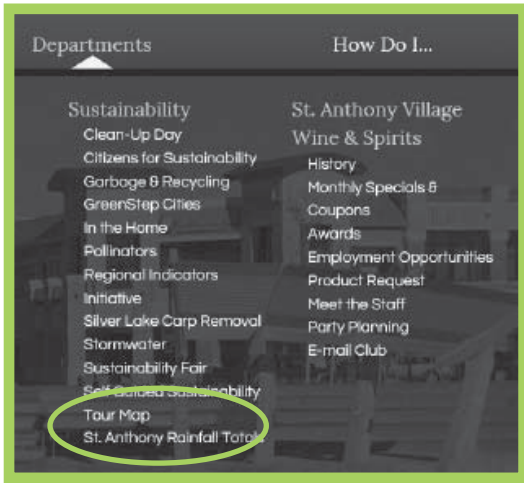 Departments
How Do I...
Sustainability
Clean-Up Day
Citizens for Sustainability
Garbage & Recycling
GreenStep Cities
In the Home
Pollinators
Regional Indicators
Initiative
Silver Lake Carp Removal
Stormwater
Sustainability Fair
Self Guided Sustainability
Tour Map
St. Anthony Rainfall Totals
St. Anthony Village
Wine & Spirits
History
Monthly Specials &
Coupons
Awards
Employment Opportunities
Product Request
Meet the Staff
Party Planning
E-mail Club